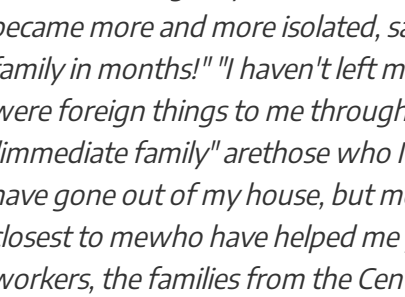 became more and more isolated, sa
family in months!" "I haven't left m
were foreign things to me through
"immediate family" arethose who I
have gone out of my house, but m
closest to mewho have helped me
workers, the families from the Cen